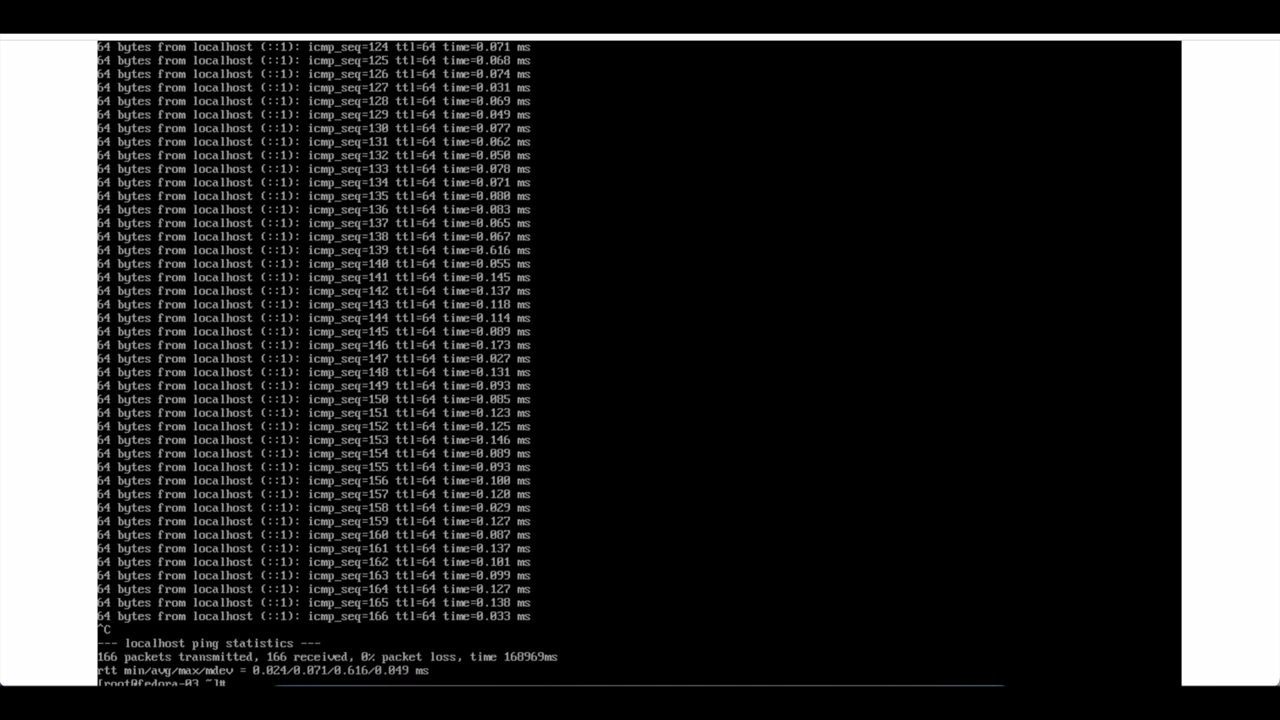 64 bytes from localhost (::1): icmp_seq=124 ttl=64 time=0.071 ms
64 bytes from localhost (::1): icmp_seq=125 ttl=64 time=0.068 ms
64 bytes from localhost (::1): icmp_seq=126 ttl=64 time=0.074 ms
64 bytes from localhost (::1): icmp_seq=127 ttl=64 time=0.031 ms
64 bytes from localhost (::1): icmp_seq=128 ttl=64 time=0.069 ms
64 bytes from localhost (::1): icmp_seq=129 ttl=64 time=0.049 ms
64 bytes from localhost (::1): icmp_seq=130 ttl=64 time=0.077 ms
64 bytes from localhost (::1): icmp_seq=131 ttl=64 time=0.062 ms
64 bytes from localhost (::1): icmp_seq=132 ttl=64 time=0.050 ms
64 bytes from localhost (::1): icmp_seq=133 ttl=64 time=0.078 ms
64 bytes from localhost (::1): icmp_seq=134 ttl=64 time=0.071 ms
64 bytes from localhost (::1): icmp_seq=135 ttl=64 time=0.080 ms
64 bytes from localhost (::1): icmp_seq=136 ttl=64 time=0.083 ms
64 bytes from localhost (::1): icmp_seq=137 ttl=64 time=0.065 ms
64 bytes from localhost (::1): icmp_seq=138 ttl=64 time=0.067 ms
64 bytes from localhost (::1): icmp_seq=139 ttl=64 time=0.616 ms
64 bytes from localhost (::1): icmp_seq=140 ttl=64 time=0.055 ms
64 bytes from localhost (::1): icmp_seq=141 ttl=64 time=0.145 ms
64 bytes from localhost (::1): icmp_seq=142 ttl=64 time=0.137 ms
64 bytes from localhost (::1): icmp_seq=143 ttl=64 time=0.118 ms
64 bytes from localhost (::1): icmp_seq=144 ttl=64 time=0.114 ms
64 bytes from localhost (::1): icmp_seq=145 ttl=64 time=0.089 ms
64 bytes from localhost (::1): icmp_seq=146 ttl=64 time=0.173 ms
64 bytes from localhost (::1): icmp_seq=147 ttl=64 time=0.027 ms
64 bytes from localhost (::1): icmp_seq=148 ttl=64 time=0.131 ms
64 bytes from localhost (::1): icmp_seq=149 ttl=64 time=0.093 ms
64 bytes from localhost (::1): icmp_seq=150 ttl=64 time=0.085 ms
64 bytes from localhost (::1): icmp_seq=151 ttl=64 time=0.123 ms
64 bytes from localhost (::1): icmp_seq=152 ttl=64 time=0.125 ms
64 bytes from localhost (::1): icmp_seq=153 ttl=64 time=0.146 ms
64 bytes from localhost (::1): icmp_seq=154 ttl=64 time=0.089 ms
64 bytes from localhost (::1): icmp_seq=155 ttl=64 time=0.093 ms
64 bytes from localhost (::1): icmp_seq=156 ttl=64 time=0.100 ms
64 bytes from localhost (::1): icmp_seq=157 ttl=64 time=0.120 ms
64 bytes from localhost (::1): icmp_seq=158 ttl=64 time=0.029 ms
64 bytes from localhost (::1): icmp_seq=159 ttl=64 time=0.127 ms
64 bytes from localhost (::1): icmp_seq=160 ttl=64 time=0.087 ms
64 bytes from localhost (::1): icmp_seq=161 ttl=64 time=0.137 ms
64 bytes from localhost (::1): icmp_seq=162 ttl=64 time=0.101 ms
64 bytes from localhost (::1): icmp_seq=163 ttl=64 time=0.099 ms
64 bytes from localhost (::1): icmp_seq=164 ttl=64 time=0.127 ms
64 bytes from localhost (::1): icmp_seq=165 ttl=64 time=0.138 ms
64 bytes from localhost (::1): icmp_seq=166 ttl=64 time=0.033 ms
^C
--- localhost ping statistics ---
166 packets transmitted, 166 received, 0% packet loss, time 168969ms
rtt min/avg/max/mdev = 0.024/0.071/0.616/0.049 ms
[root@fedora-03 ~]#